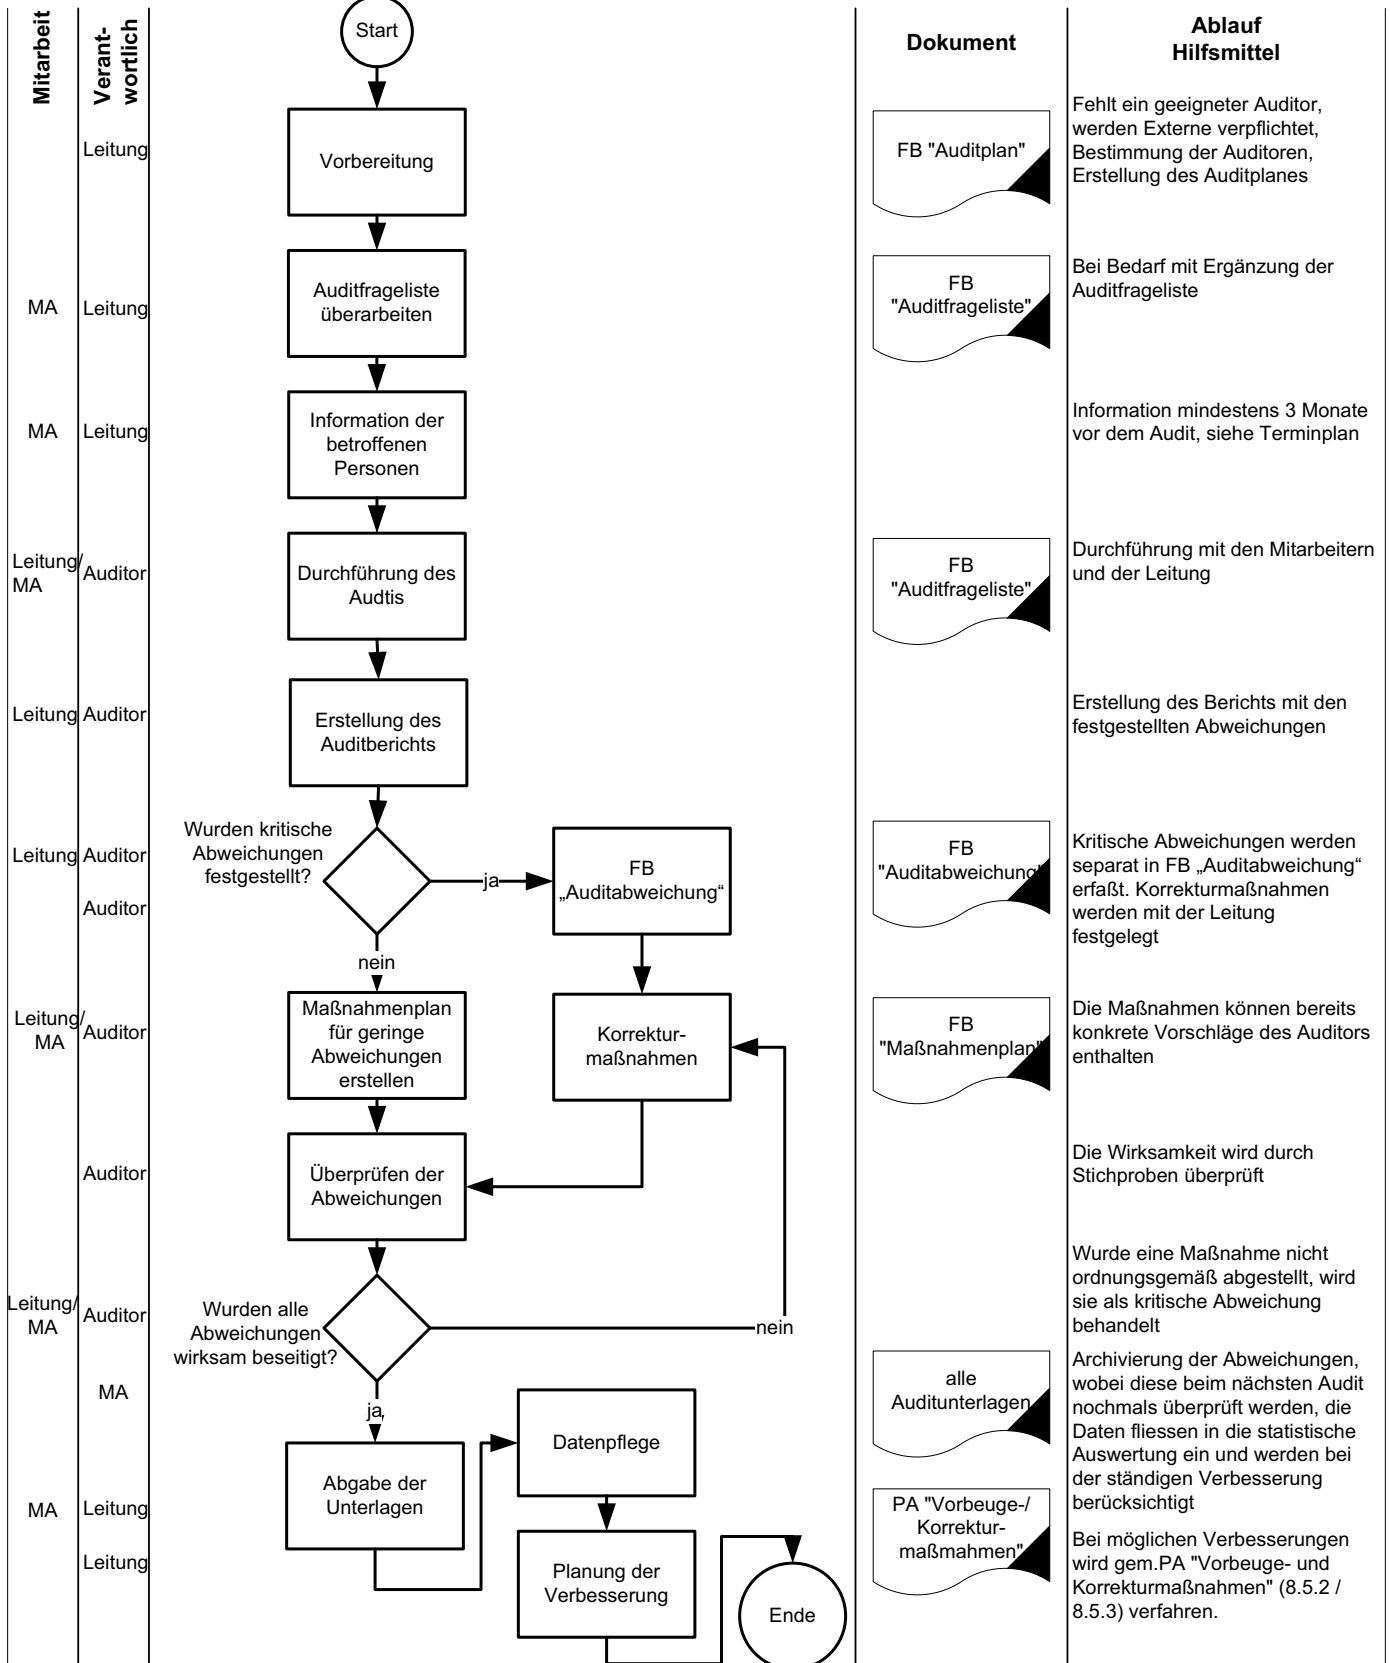 Mitarbeit
Verant-
wortlich
Start
Dokument
Ablauf
Hilfsmittel
Leitung
Vorbereitung
FB "Auditplan"
Fehlt ein geeigneter Auditor,
werden Externe verpflichtet,
Bestimmung der Auditoren,
Erstellung des Auditplanes
MA
Leitung
Auditfrageliste
überarbeiten
FB
"Auditfrageliste"
Bei Bedarf mit Ergänzung der
Auditfrageliste
MA
Leitung
Information der
betroffenen
Personen
Information mindestens 3 Monate
vor dem Audit, siehe Terminplan
Leitung/
MA
Auditor
Durchführung des
Audtis
FB
"Auditfrageliste"
Durchführung mit den Mitarbeitern
und der Leitung
Leitung
Auditor
Erstellung des
Auditberichts
Erstellung des Berichts mit den
festgestellten Abweichungen
Leitung
Auditor
Auditor
Wurden kritische
Abweichungen
festgestellt?
ja
nein
FB
„Auditabweichung“
FB
"Auditabweichung"
Kritische Abweichungen werden
separat in FB „Auditabweichung“
erfaßt. Korrekturmaßnahmen
werden mit der Leitung
festgelegt
Leitung/
MA
Auditor
Maßnahmenplan
für geringe
Abweichungen
erstellen
Korrektur-
maßnahmen
FB
"Maßnahmenplan"
Die Maßnahmen können bereits
konkrete Vorschläge des Auditors
enthalten
Auditor
Überprüfen der
Abweichungen
Die Wirksamkeit wird durch
Stichproben überprüft
Leitung/
MA
Auditor
Wurden alle
Abweichungen
wirksam beseitigt?
nein
ja
Wurde eine Maßnahme nicht
ordnungsgemäß abgestellt, wird
sie als kritische Abweichung
behandelt
MA
Datenpflege
alle
Auditunterlagen
Archivierung der Abweichungen,
wobei diese beim nächsten Audit
nochmals überprüft werden, die
Daten fliessen in die statistische
Auswertung ein und werden bei
der ständigen Verbesserung
berücksichtigt
MA
Leitung
Abgabe der
Unterlagen
Leitung
Planung der
Verbesserung
Ende
PA "Vorbeuge-/
Korrektur-
maßmahmen"
Bei möglichen Verbesserungen
wird gem.PA "Vorbeuge- und
Korrekturmaßnahmen" (8.5.2 /
8.5.3) verfahren.